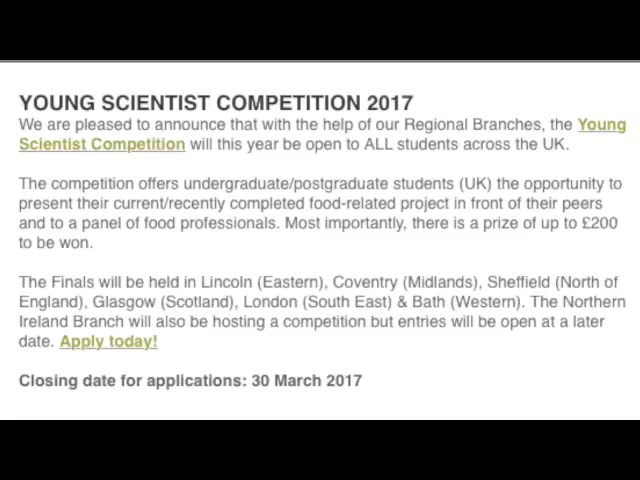 YOUNG SCIENTIST COMPETITION 2017
We are pleased to announce that with the help of our Regional Branches, the Young
Scientist Competition will this year be open to ALL students across the UK.
The competition offers undergraduate/postgraduate students (UK) the opportunity to
present their current/recently completed food-related project in front of their peers
and to a panel of food professionals. Most importantly, there is a prize of up to £200
to be won.
The Finals will be held in Lincoln (Eastern), Coventry (Midlands), Sheffield (North of
England), Glasgow (Scotland), London (South East) & Bath (Western). The Northern
Ireland Branch will also be hosting a competition but entries will be open at a later
date. Apply today!
Closing date for applications: 30 March 2017